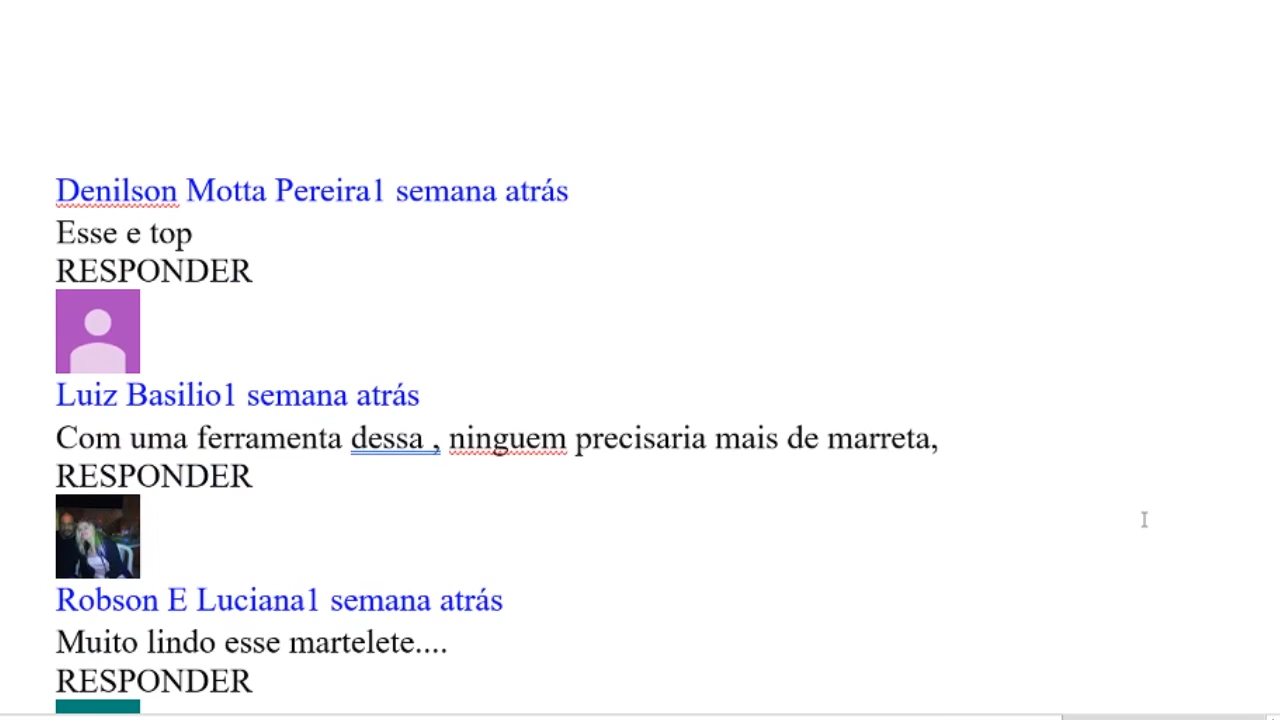 Denilson Motta Pereira1 semana atrás
Esse e top
RESPONDER
Luiz Basilio1 semana atrás
Com uma ferramenta dessa , ninguem precisaria mais de marreta,
RESPONDER
Robson E Luciana1 semana atrás
Muito lindo esse martelete....
RESPONDER